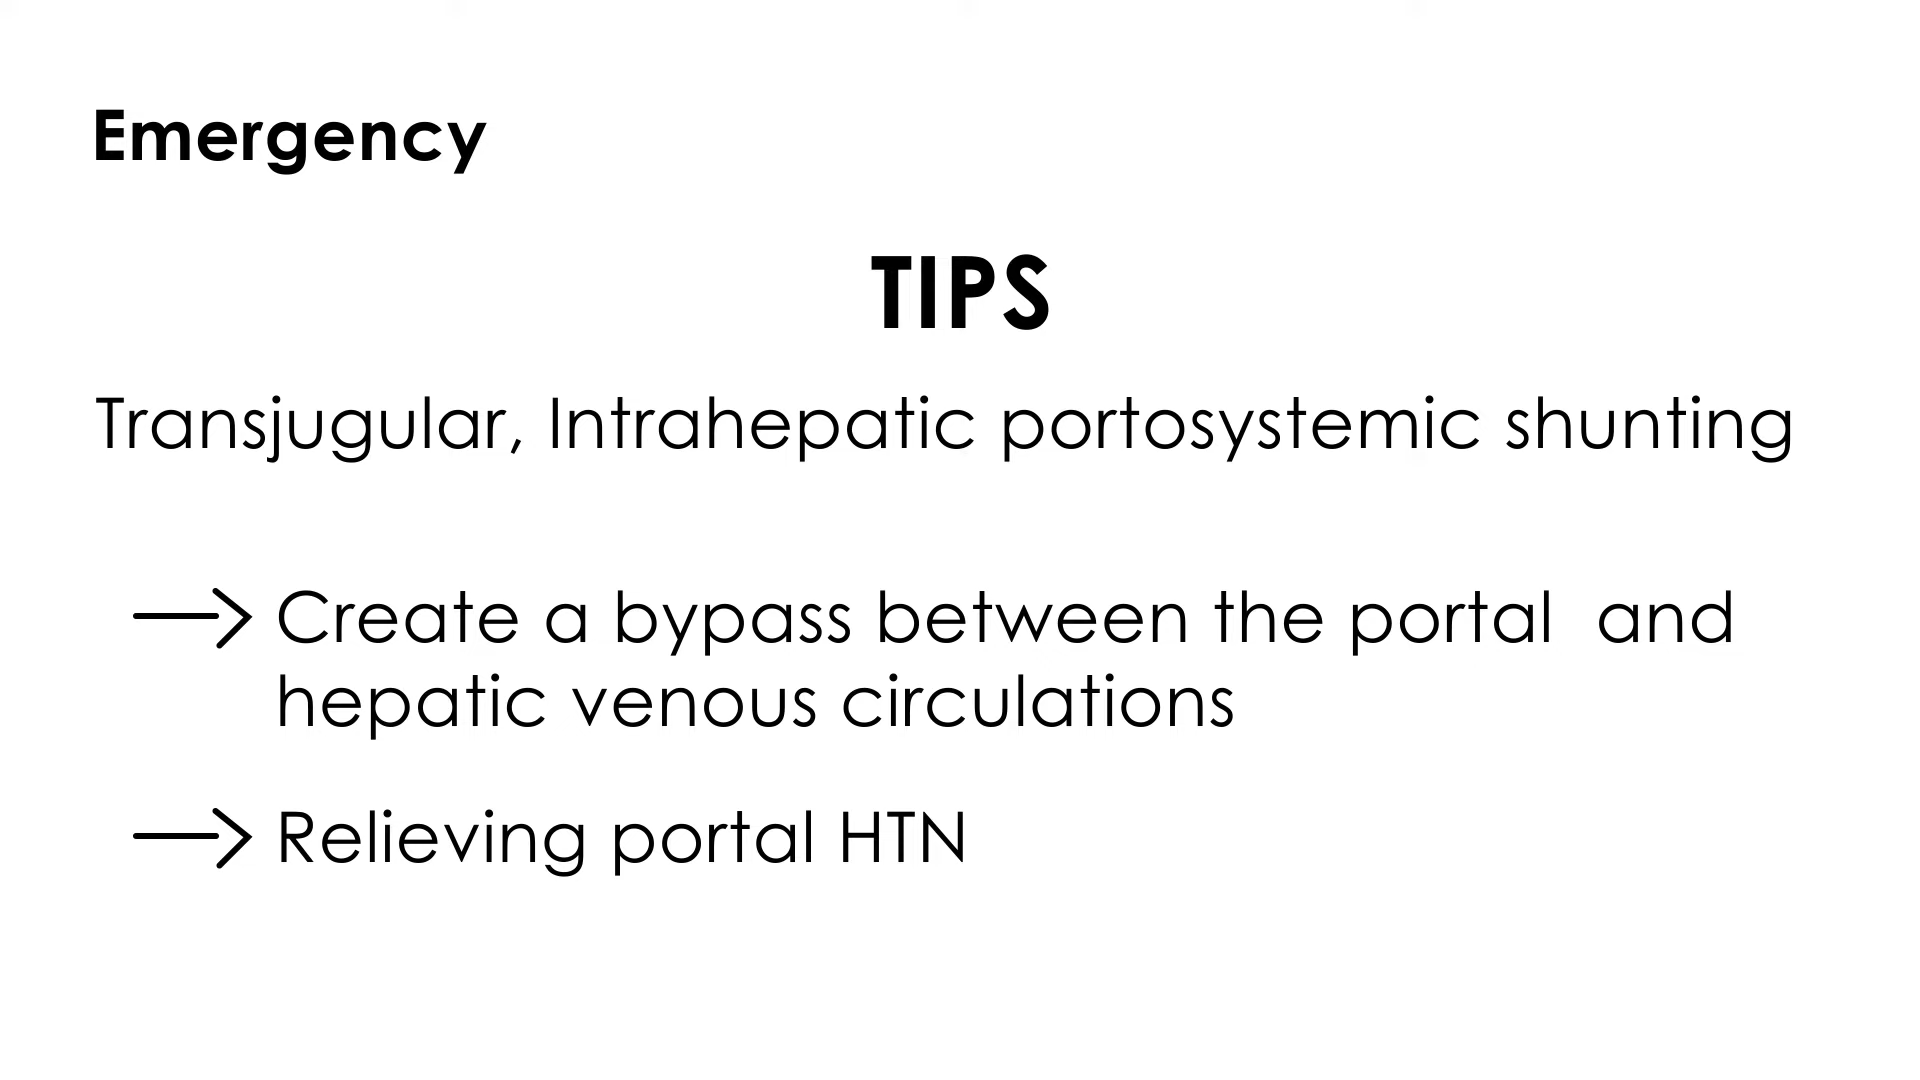 Emergency
TIPS
Transjugular, Intrahepatic portosystemic shunting
Create a bypass between the portal  and
hepatic venous circulations
Relieving portal HTN